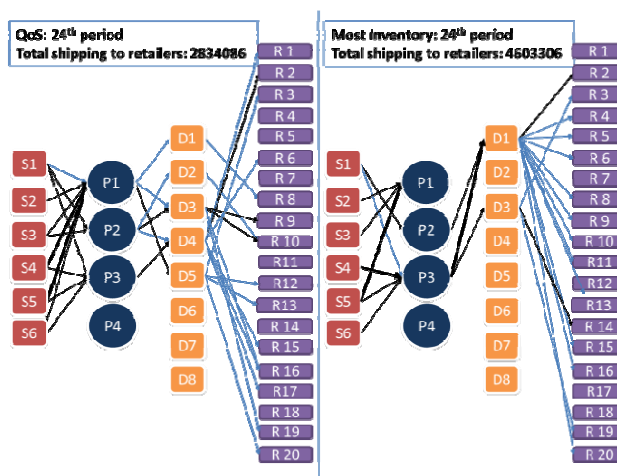 QoS: 24th period
Total shipping to retailers: 2834086
S1
S2
S3
S4
S5
S6
P1
P2
P3
P4
D1
D2
D3
D4
D5
D6
D7
D8
R 1
R 2
R 3
R 4
R 5
R 6
R 7
R 8
R 9
R 10
R11
R12
R13
R 14
R 15
R 16
R17
R 18
R 19
R 20
Most Inventory: 24th period
Total shipping to retailers: 4603306
S1
S2
S3
S4
S5
S6
P1
P2
P3
P4
D1
D2
D3
D4
D5
D6
D7
D8
R 1
R 2
R 3
R 4
R 5
R 6
R 7
R 8
R 9
R 10
R11
R12
R13
R 14
R 15
R 16
R17
R 18
R 19
R 20